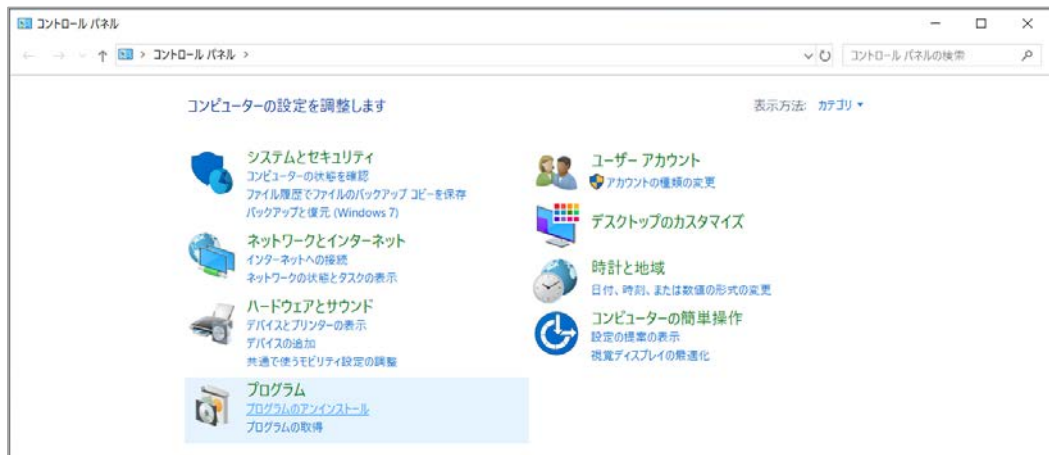 コントロール パネル
コントロール パネル
コントロール パネルの検索
コンピューターの設定を調整します
表示方法: カテゴリ
システムとセキュリティ
コンピューターの状態を確認
ファイル履歴でファイルのバックアップ コピーを保存
バックアップと復元 (Windows 7)
ネットワークとインターネット
インターネットへの接続
ネットワークの状態とタスクの表示
ハードウェアとサウンド
デバイスとプリンターの表示
デバイスの追加
共通で使うモビリティ設定の調整
プログラム
プログラムのアンインストール
プログラムの取得
ユーザー アカウント
アカウントの種類の変更
デスクトップのカスタマイズ
時計と地域
日付、時刻、または数値の形式の変更
コンピューターの簡単操作
設定の提案の表示
視覚ディスプレイの最適化